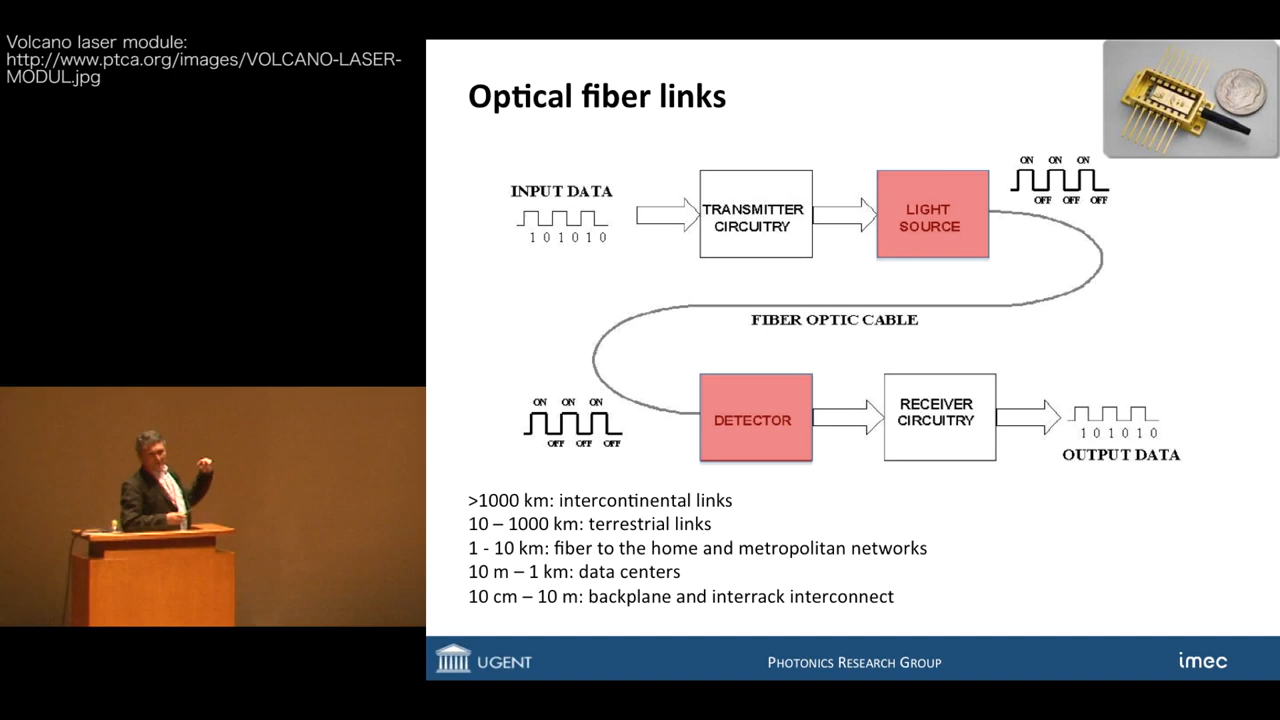 Volcano laser module:
http://www.ptca.org/images/VOLCANO-LASER-
MODUL.jpg
Optical fiber links
INPUT DATA
1 0 1 0 1 0
TRANSMITTER
CIRCUITRY
LIGHT
SOURCE
ON ON ON
OFF OFF OFF
FIBER OPTIC CABLE
ON ON ON
OFF OFF OFF
DETECTOR
RECEIVER
CIRCUITRY
1 0 1 0 1 0
OUTPUT DATA
>1000 km: intercontinental links
10 – 1000 km: terrestrial links
1 - 10 km: fiber to the home and metropolitan networks
10 m – 1 km: data centers
10 cm – 10 m: backplane and interrack interconnect
UGENT
PHOTONICS RESEARCH GROUP
imec